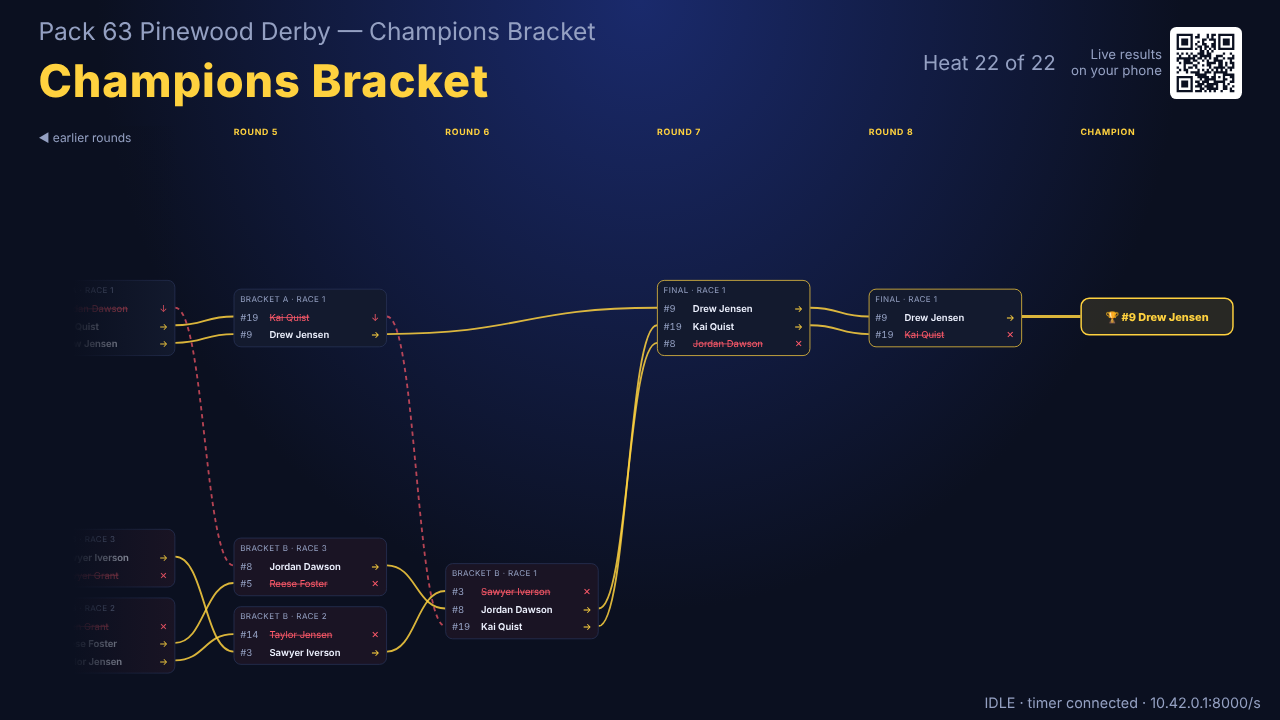 Pack 63 Pinewood Derby — Champions Bracket
Champions Bracket
Heat 22 of 22
Live results
on your phone
◀ earlier rounds
ROUND 5
ROUND 6
ROUND 7
ROUND 8
CHAMPION
RACE 1
Dawson ↓
Quist →
Jensen →
BRACKET A · RACE 1
#19 Kai Quist ↓
#9 Drew Jensen →
FINAL · RACE 1
#9 Drew Jensen →
#19 Kai Quist →
#8 Jordan Dawson ×
FINAL · RACE 1
#9 Drew Jensen →
#19 Kai Quist ×
🏆 #9 Drew Jensen
RACE 3
Iverson →
Grant ×
RACE 2
Grant ×
Foster →
Jensen →
BRACKET B · RACE 3
#8 Jordan Dawson →
#5 Reese Foster ×
BRACKET B · RACE 2
#14 Taylor Jensen ×
#3 Sawyer Iverson →
BRACKET B · RACE 1
#3 Sawyer Iverson ×
#8 Jordan Dawson →
#19 Kai Quist →
IDLE · timer connected · 10.42.0.1:8000/s